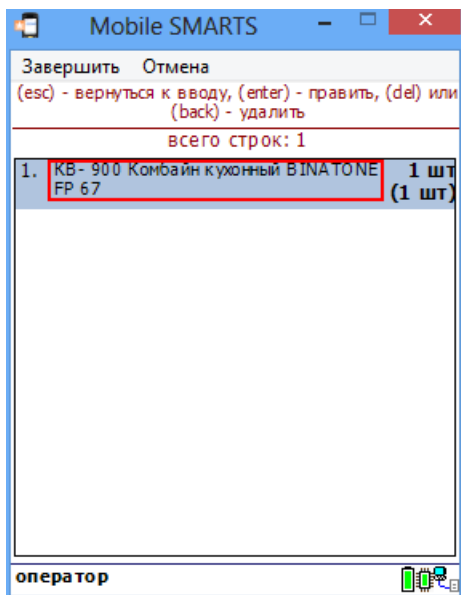 Mobile SMARTS
Завершить Отмена
(esc) - вернуться к вводу, (enter) - править, (del) или
(back) - удалить
всего строк: 1
1. КВ- 900 Комбайн кухонный BINATONE 1 шт
FP 67 (1 шт)
оператор